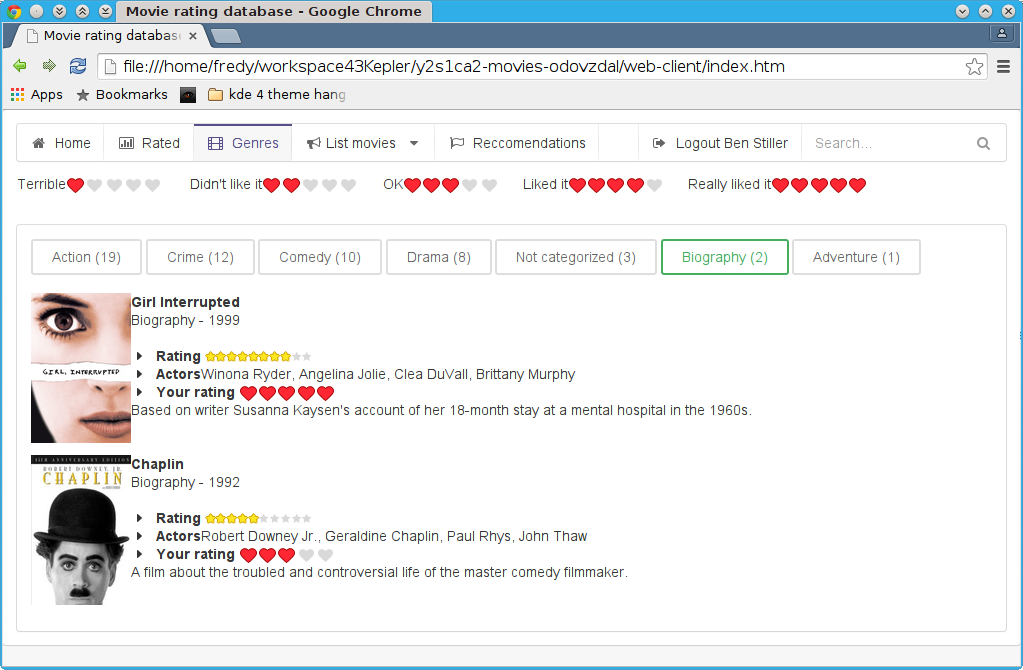 Movie rating database - Google Chrome
Movie rating databas
file:///home/fredy/workspace43Kepler/y2s1ca2-movies-odovzdal/web-client/index.htm
Apps Bookmarks kde 4 theme hang
Home Rated Genres List movies Reccomendations Logout Ben Stiller Search...
Terrible Didn't like it OK Liked it Really liked it
Action (19) Crime (12) Comedy (10) Drama (8) Not categorized (3) Biography (2) Adventure (1)
Girl Interrupted
Biography - 1999
Rating
GIRL, INTERRUPTED
ActorsWinona Ryder, Angelina Jolie, Clea DuVall, Brittany Murphy
Your rating
Based on writer Susanna Kaysen's account of her 18-month stay at a mental hospital in the 1960s.
ROBERT DOWNEY, JR.
CHAPLIN
Chaplin
Biography - 1992
Rating
ActorsRobert Downey Jr., Geraldine Chaplin, Paul Rhys, John Thaw
Your rating
A film about the troubled and controversial life of the master comedy filmmaker.